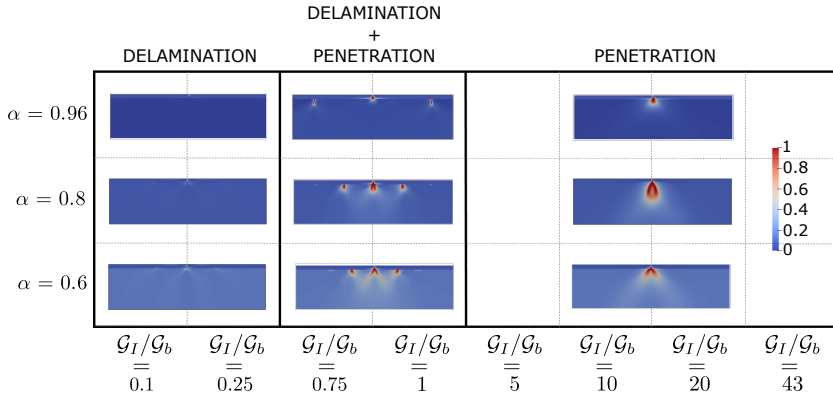 DELAMINATION
DELAMINATION
+
PENETRATION
PENETRATION
α = 0.96
α = 0.8
α = 0.6
1
0.8
0.6
0.4
0.2
0
𝒢_I/𝒢_b
=
0.1
𝒢_I/𝒢_b
=
0.25
𝒢_I/𝒢_b
=
0.75
𝒢_I/𝒢_b
=
1
𝒢_I/𝒢_b
=
5
𝒢_I/𝒢_b
=
10
𝒢_I/𝒢_b
=
20
𝒢_I/𝒢_b
=
43